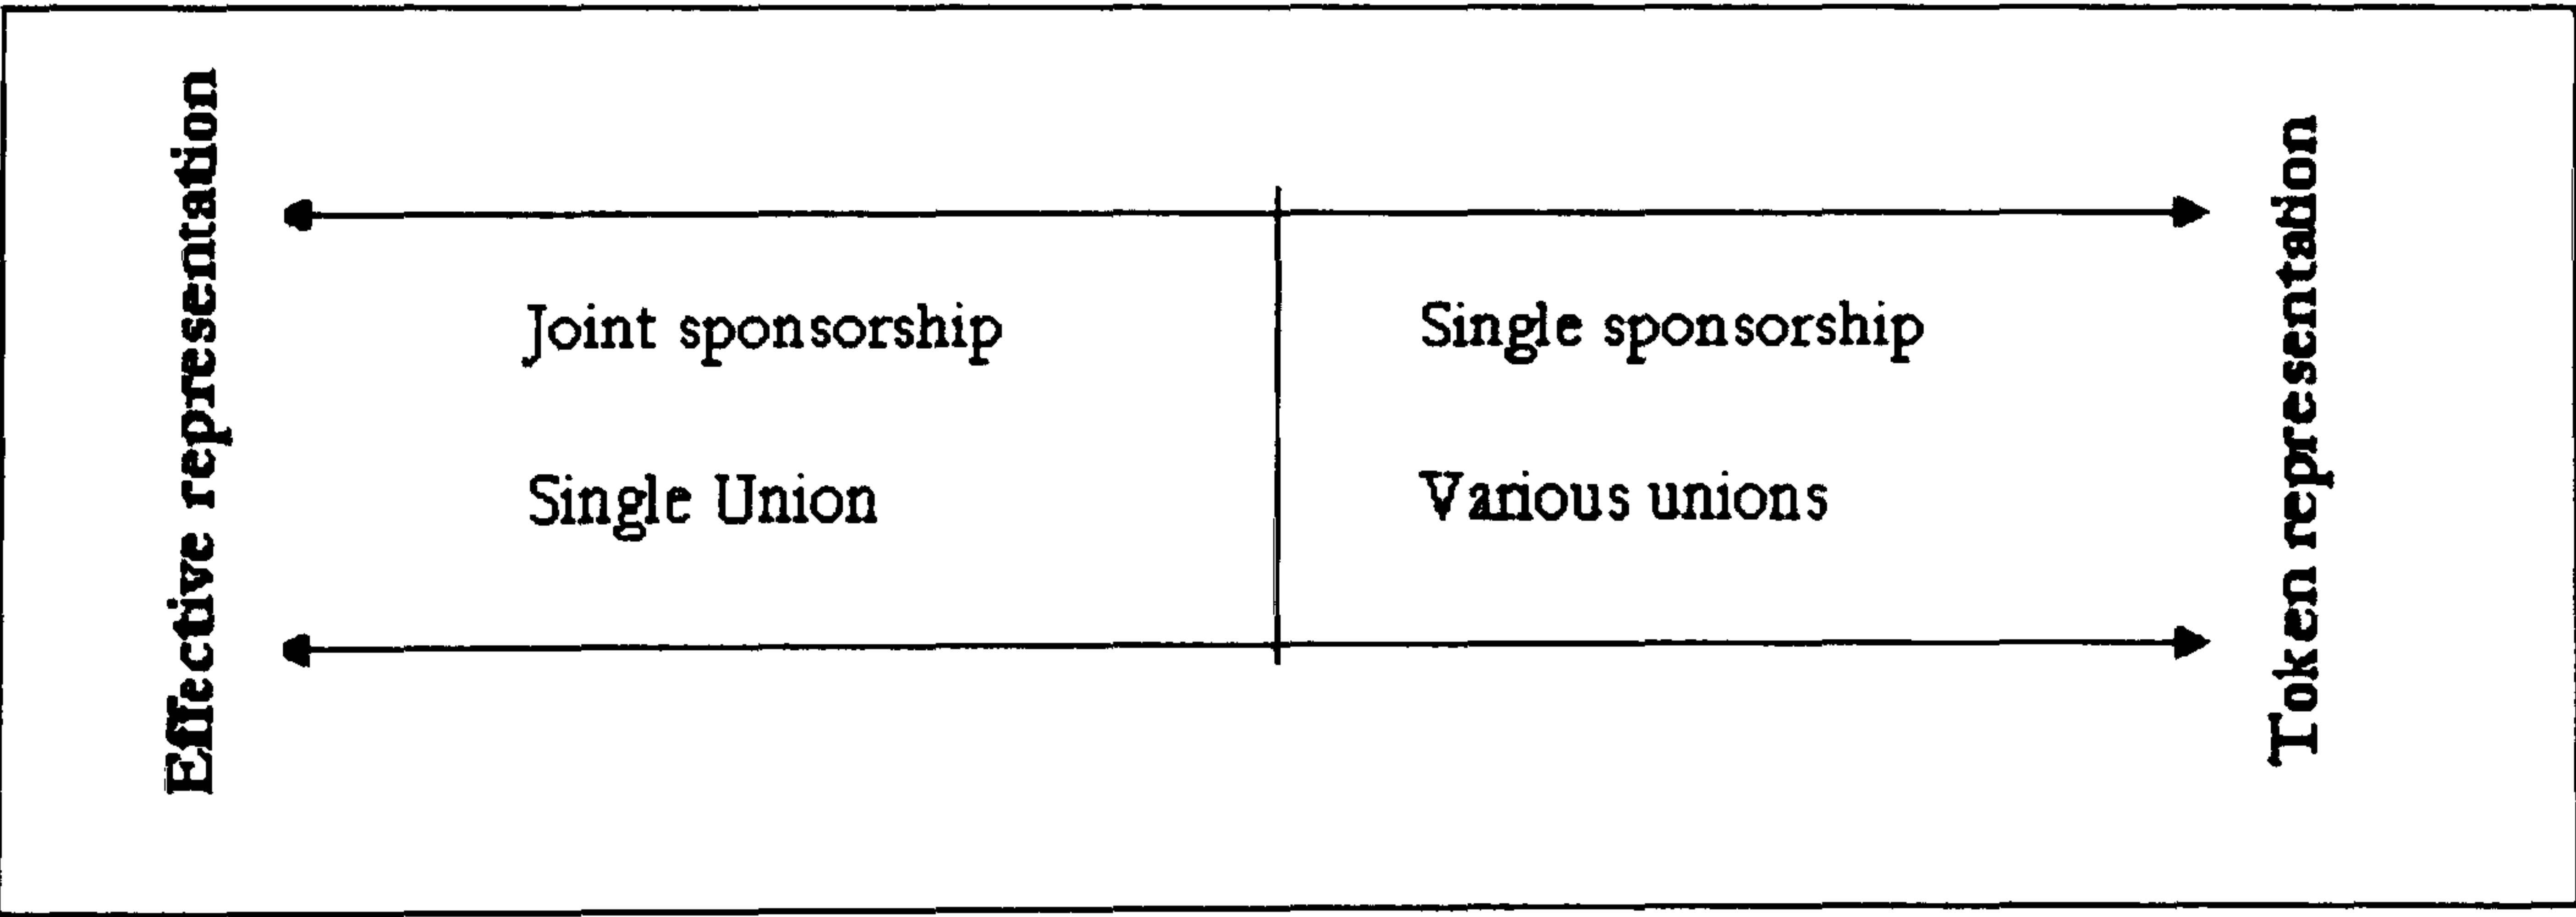 Effective representation
Joint sponsorship
Single sponsorship
Single Union
Various unions
Token representation